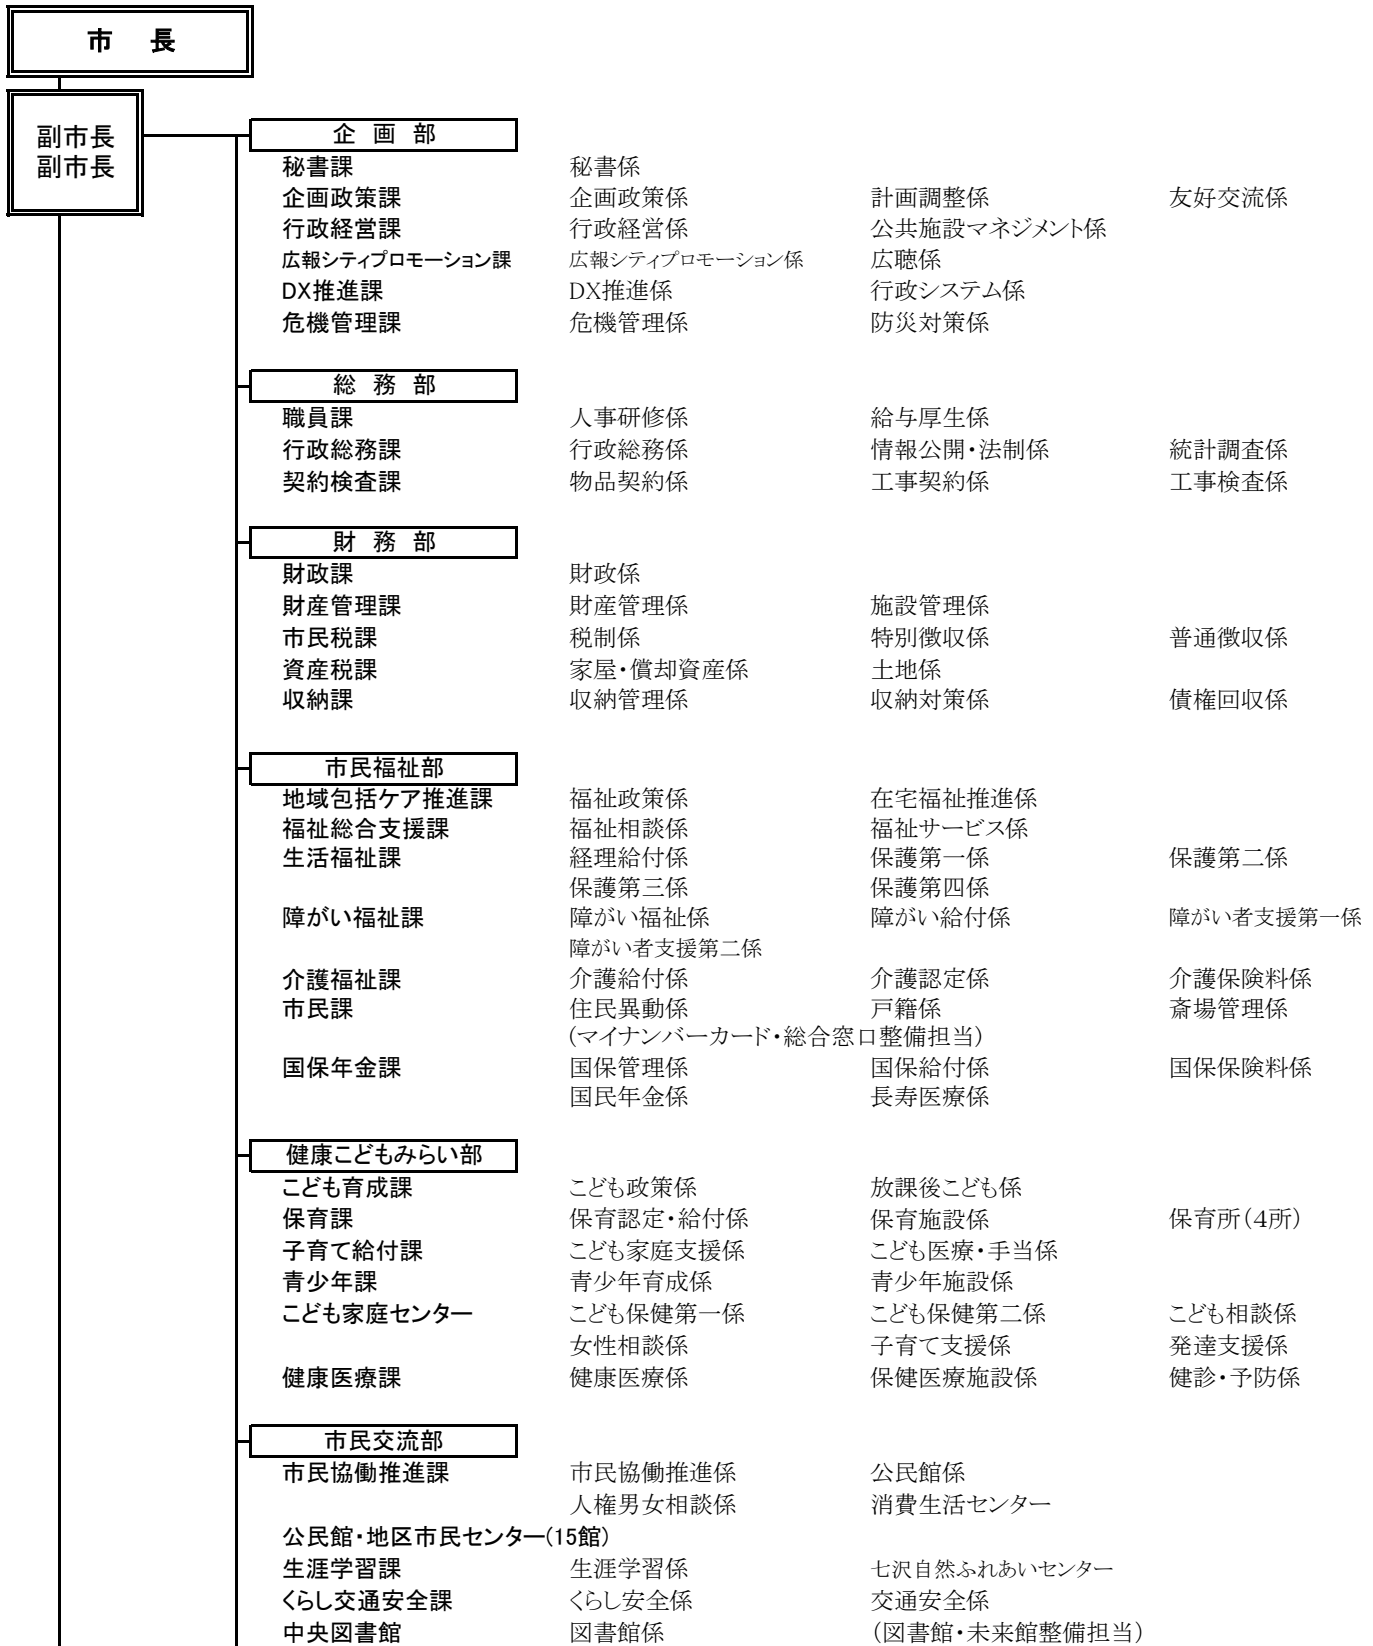 市 長
副市長
副市長
企 画 部
秘書課 秘書係
企画政策課 企画政策係 計画調整係 友好交流係
行政経営課 行政経営係 公共施設マネジメント係
広報シティプロモーション課 広報シティプロモーション係 広聴係
DX推進課 DX推進係 行政システム係
危機管理課 危機管理係 防災対策係
総 務 部
職員課 人事研修係 給与厚生係
行政総務課 行政総務係 情報公開・法制係 統計調査係
契約検査課 物品契約係 工事契約係 工事検査係
財 務 部
財政課 財政係
財産管理課 財産管理係 施設管理係
市民税課 税制係 特別徴収係 普通徴収係
資産税課 家屋・償却資産係 土地係
収納課 収納管理係 収納対策係 債権回収係
市民福祉部
地域包括ケア推進課 福祉政策係 在宅福祉推進係
福祉総合支援課 福祉相談係 福祉サービス係
生活福祉課 経理給付係 保護第一係 保護第二係
保護第三係 保護第四係
障がい福祉課 障がい福祉係 障がい給付係 障がい者支援第一係
障がい者支援第二係
介護福祉課 介護給付係 介護認定係 介護保険料係
市民課 住民異動係 戸籍係 斎場管理係
(マイナンバーカード・総合窓口整備担当)
国保年金課 国保管理係 国保給付係 国保保険料係
国民年金係 長寿医療係
健康こどもみらい部
こども育成課 こども政策係 放課後こども係
保育課 保育認定・給付係 保育施設係 保育所(4所)
子育て給付課 こども家庭支援係 こども医療・手当係
青少年課 青少年育成係 青少年施設係
こども家庭センター こども保健第一係 こども保健第二係 こども相談係
女性相談係 子育て支援係 発達支援係
健康医療課 健康医療係 保健医療施設係 健診・予防係
市民交流部
市民協働推進課 市民協働推進係 公民館係
人権男女相談係 消費生活センター
公民館・地区市民センター(15館)
生涯学習課 生涯学習係 七沢自然ふれあいセンター
くらし交通安全課 くらし安全係 交通安全係
中央図書館 図書館係 (図書館・未来館整備担当)